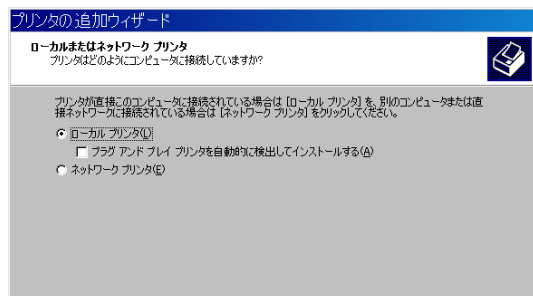 プリンタの追加ウィザード
ローカルまたはネットワーク プリンタ
プリンタはどのようにコンピュータに接続していますか?
プリンタが直接このコンピュータに接続されている場合は [ローカル プリンタ] を、別のコンピュータまたは直
接ネットワークに接続されている場合は [ネットワーク プリンタ] をクリックしてください。
ローカル プリンタ(L)
プラグ アンド プレイ プリンタを自動的に検出してインストールする(A)
ネットワーク プリンタ(E)